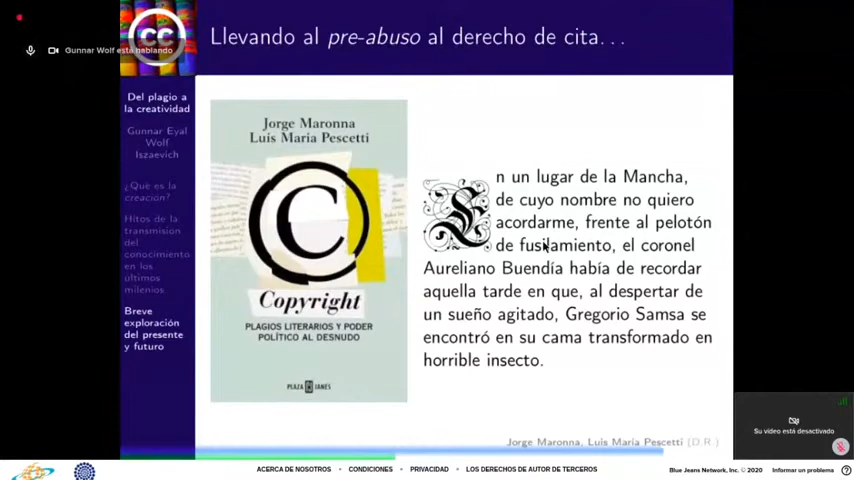 cc
Gunnar Wolf está hablando
Llevando al pre-abuso al derecho de cita...
Del plagio a
la creatividad
Gunnar Eyal
Wolf
Iszaevich
¿Qué es la
creación?
Hitos de la
transmisión
del
conocimiento
en los
últimos
milenios
Breve
exploración
del presente
y futuro
Jorge Maronna
Luis María Pescetti
©
Copyright
PLAGIOS LITERARIOS Y PODER
POLÍTICO AL DESNUDO
PLAZA JANÉS
En un lugar de la Mancha,
de cuyo nombre no quiero
acordarme, frente al pelotón
de fusilamiento, el coronel
Aureliano Buendía había de recordar
aquella tarde en que, al despertar de
un sueño agitado, Gregorio Samsa se
encontró en su cama transformado en
horrible insecto.
Jorge Maronna, Luis María Pescetti (D.R.)
Su video está desactivado
ACERCA DE NOSOTROS • CONDICIONES • PRIVACIDAD • LOS DERECHOS DE AUTOR DE TERCEROS
Blue Jeans Network, Inc. © 2020 Informar un problema ?